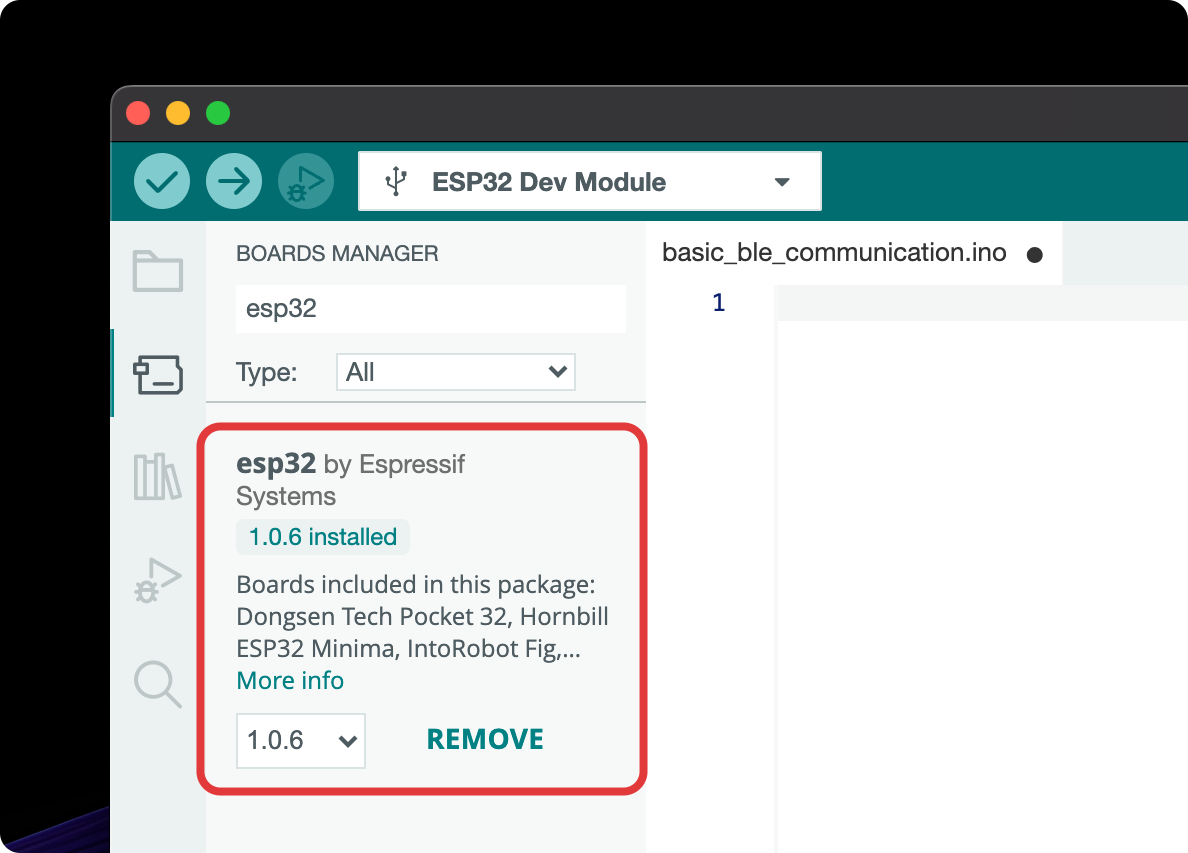 ESP32 Dev Module
BOARDS MANAGER
esp32
Type: All
esp32 by Espressif
Systems
1.0.6 installed
Boards included in this package:
Dongsen Tech Pocket 32, Hornbill
ESP32 Minima, IntoRobot Fig,...
More info
1.0.6 REMOVE
basic_ble_communication.ino
1